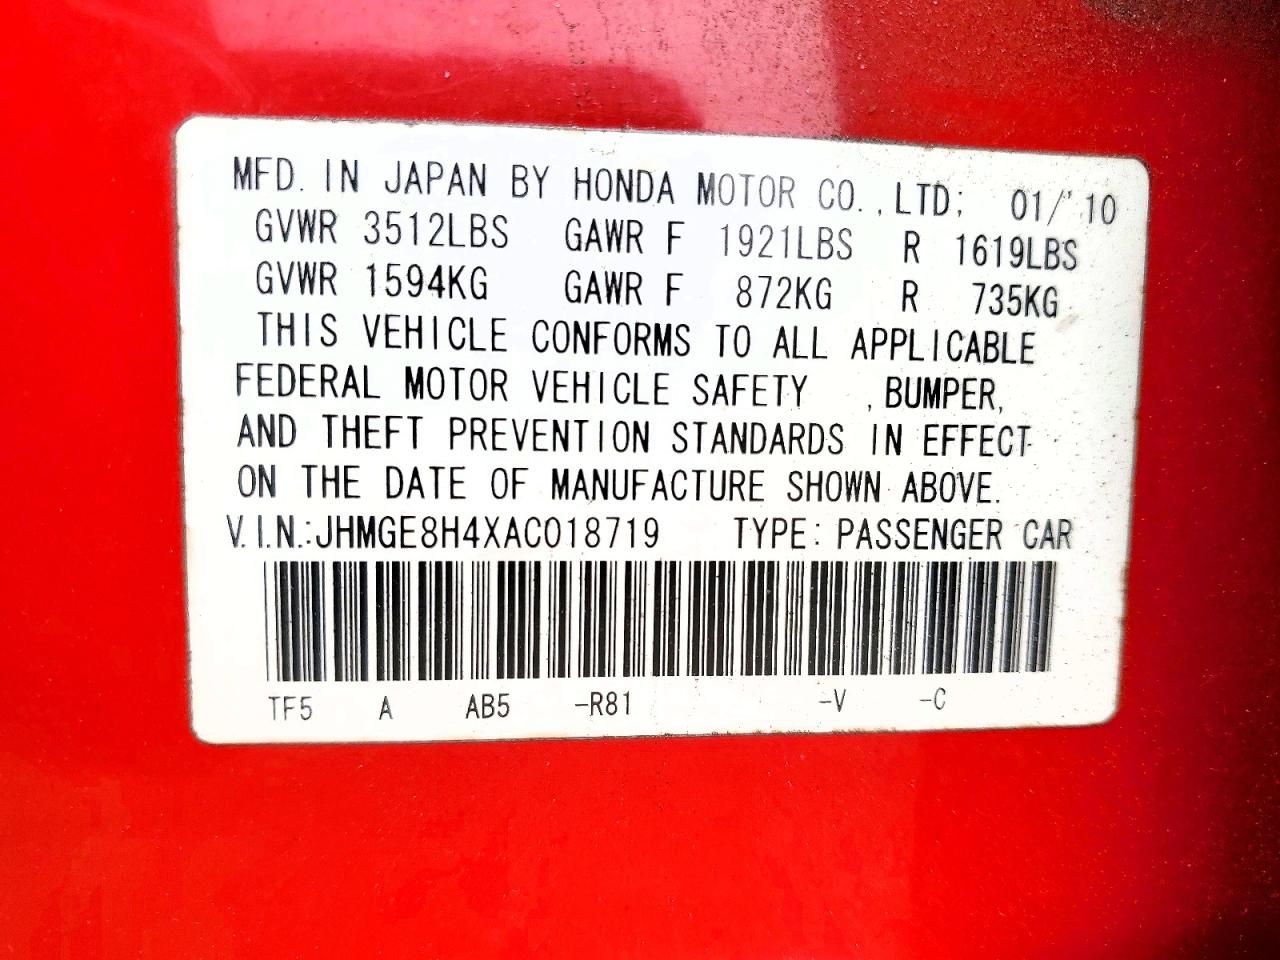 MFD. IN JAPAN BY HONDA MOTOR CO.,LTD; 01/'10
GVWR 3512LBS GAWR F 1921LBS R 1619LBS
GVWR 1594KG GAWR F 872KG R 735KG
THIS VEHICLE CONFORMS TO ALL APPLICABLE
FEDERAL MOTOR VEHICLE SAFETY ,BUMPER,
AND THEFT PREVENTION STANDARDS IN EFFECT
ON THE DATE OF MANUFACTURE SHOWN ABOVE.
V.I.N.:JHMGE8H4XAC018719 TYPE: PASSENGER CAR
TF5 A AB5 -R81 -V -C